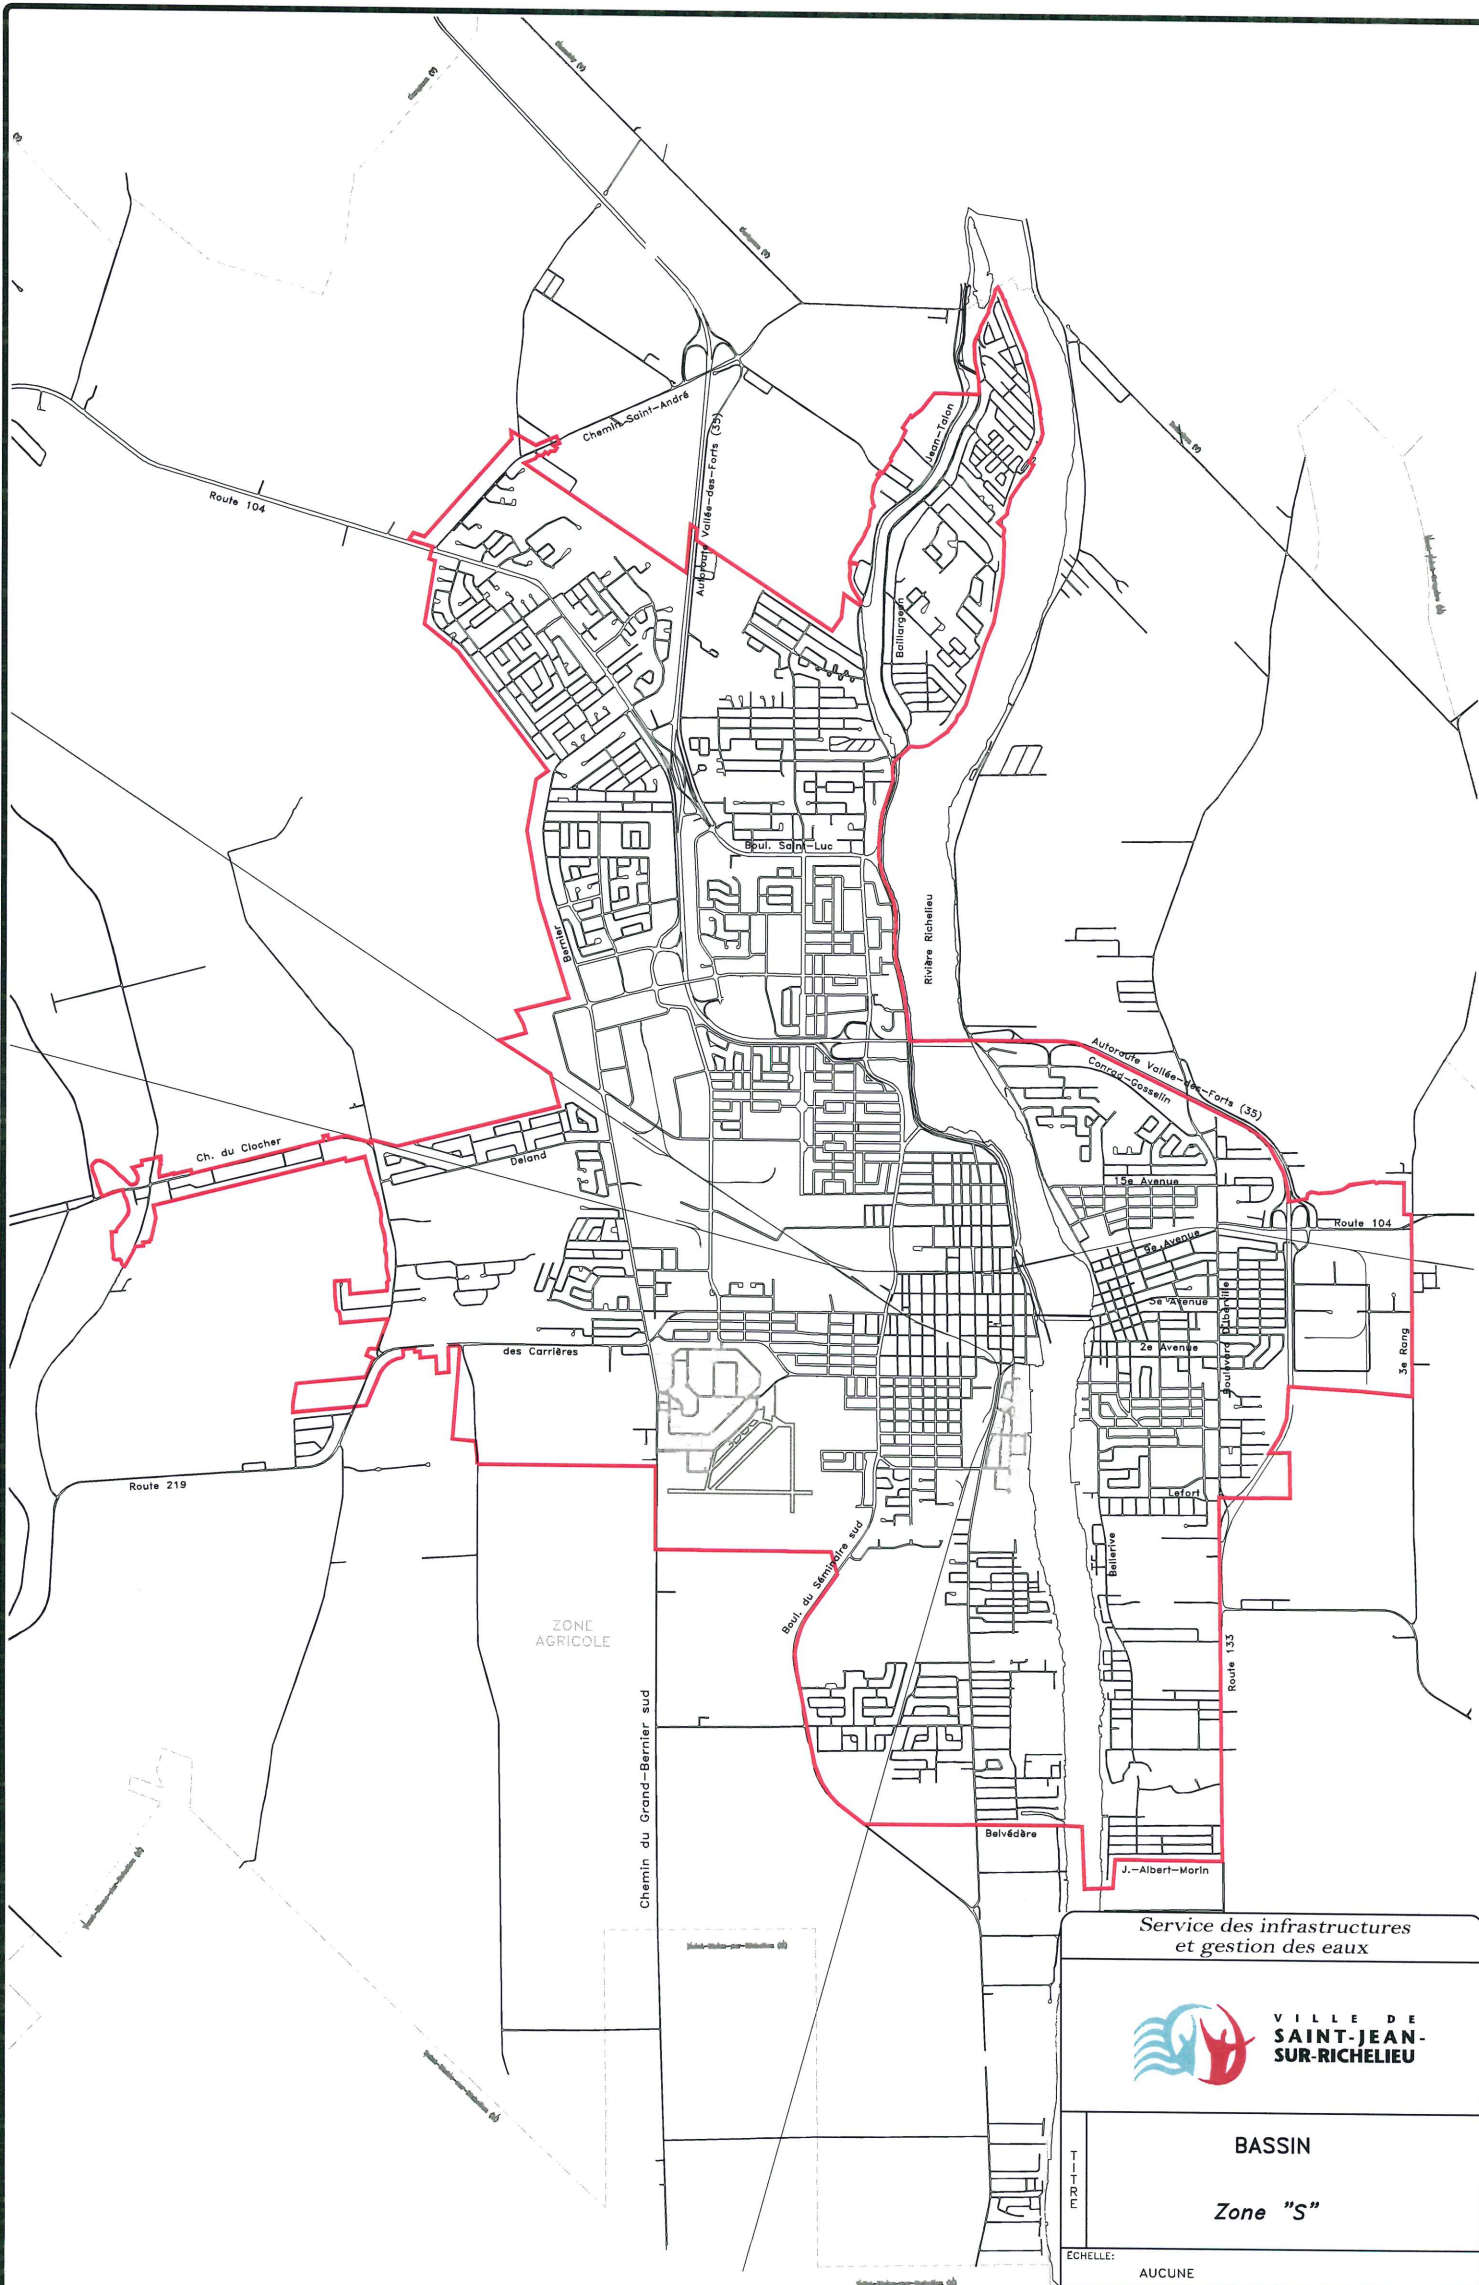 Chemin Saint-André
Autoroute Vallée-des-Forts (35)
Jean-Talon
Route 104
Baillargeon
Boul. Saint-Luc
Bernier
Rivière Richelieu
Autoroute Vallée-des-Forts (35)
Conrad-Gosselin
Ch. du Clocher
Deland
15e Avenue
Route 104
9e Avenue
5e Avenue
Boulevard D'Iberville
2e Avenue
3e Rang
des Carrières
Route 219
Lefort
Boul. du Séminaire sud
Bellerive
ZONE
AGRICOLE
Route 133
Chemin du Grand-Bernier sud
Belvédère
J.-Albert-Morin
Service des infrastructures
et gestion des eaux
VILLE DE
SAINT-JEAN-
SUR-RICHELIEU
TITRE
BASSIN
Zone "S"
ECHELLE:
AUCUNE